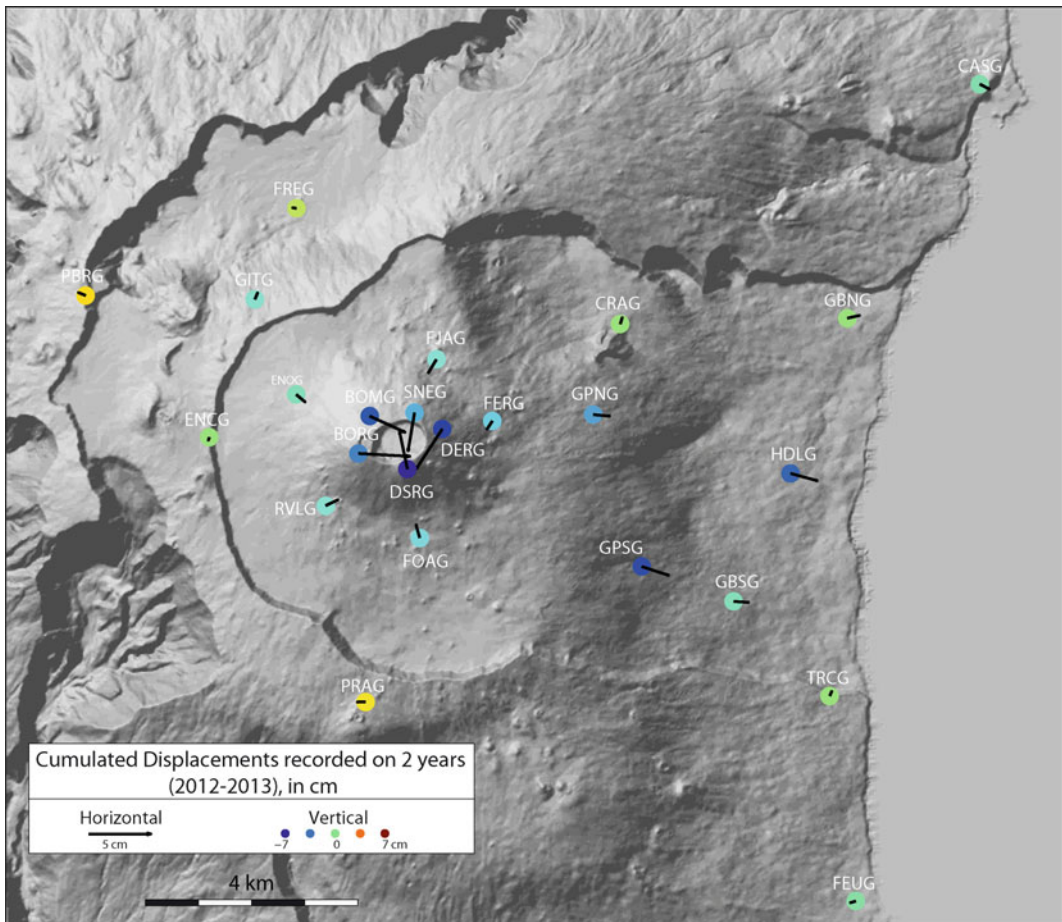 CASG
FREG
PBRG
GITG
CRAG
GBNG
PJAG
ENOG
BOMG
SNEG
FERG
GPNG
ENCG
BORG
DERG
HDLG
DSRG
RVLG
FOAG
GPSG
GBSG
TRCG
PRAG
Cumulated Displacements recorded on 2 years
(2012-2013), in cm
Horizontal
Vertical
5 cm
-7
0
7 cm
4 km
FEUG